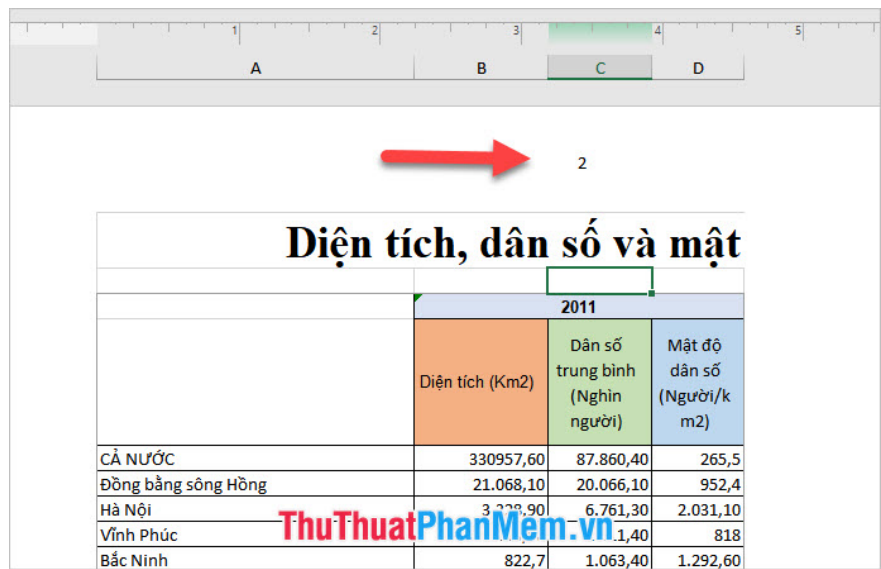 1 2 3 4 5
A B C D
2
Diện tích, dân số và mật
2011
Diện tích (Km2)
Dân số
trung bình
(Nghìn
người)
Mật độ
dân số
(Người/k
m2)
CẢ NƯỚC 330957,60 87.860,40 265,5
Đồng bằng sông Hồng 21.068,10 20.066,10 952,4
Hà Nội 6.761,30 2.031,10
ThuThuatPhanMem.vn
Vĩnh Phúc 818
Bắc Ninh 822,7 1.063,40 1.292,60